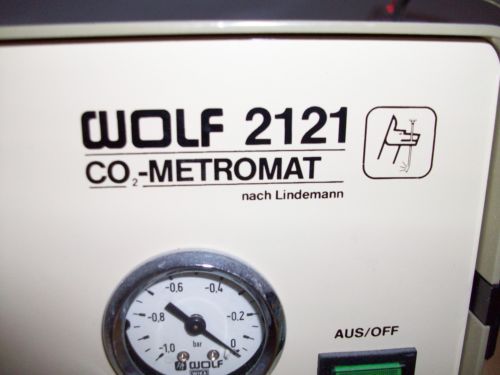 WOLF 2121
CO₂-METROMAT
nach Lindemann
-0,6 -0,4
-0,8 -0,2
-1,0 bar 0
WOLF
AUS/OFF